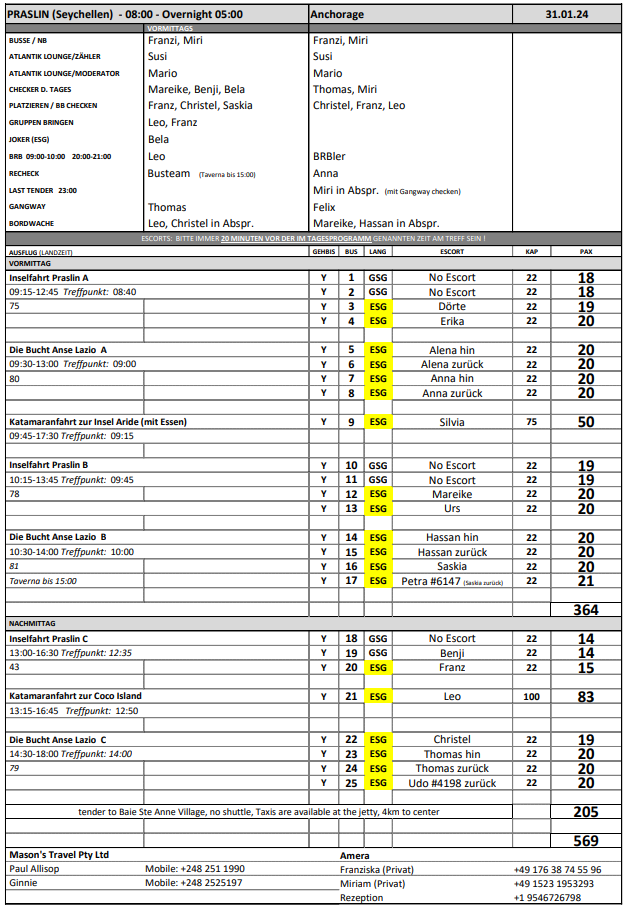 PRASLIN (Seychellen) - 08:00 - Overnight 05:00 Anchorage 31.01.24
VORMITTAGS
BUSSE / NB Franzi, Miri Franzi, Miri
ATLANTIK LOUNGE/ZÄHLER Susi Susi
ATLANTIK LOUNGE/MODERATOR Mario Mario
CHECKER D. TAGES Mareike, Benji, Bela Thomas, Miri
PLATZIEREN / BB CHECKEN Franz, Christel, Saskia Christel, Franz, Leo
GRUPPEN BRINGEN Leo, Franz
JOKER (ESG) Bela
BRB 09:00-10:00 20:00-21:00 Leo BRBler
RECHECK Busteam (Taverna bis 15:00) Anna
LAST TENDER 23:00 Miri in Abspr. (mit Gangway checken)
GANGWAY Thomas Felix
BORDWACHE Leo, Christel in Abspr. Mareike, Hassan in Abspr.
ESCORTS: BITTE IMMER 20 MINUTEN VOR DER IM TAGESPROGRAMM GENANNTEN ZEIT AM TREFF SEIN !
AUSFLUG (LANDZEIT) GEHBIS BUS LANG ESCORT KAP PAX
VORMITTAG
Inselfahrt Praslin A Y 1 GSG No Escort 22 18
09:15-12:45 Treffpunkt: 08:40 Y 2 GSG No Escort 22 18
75 Y 3 ESG Dörte 22 19
Y 4 ESG Erika 22 20
Die Bucht Anse Lazio A Y 5 ESG Alena hin 22 20
09:30-13:00 Treffpunkt: 09:00 Y 6 ESG Alena zurück 22 20
80 Y 7 ESG Anna hin 22 20
Y 8 ESG Anna zurück 22 20
Katamaranfahrt zur Insel Aride (mit Essen) Y 9 ESG Silvia 75 50
09:45-17:30 Treffpunkt: 09:15
Inselfahrt Praslin B Y 10 GSG No Escort 22 19
10:15-13:45 Treffpunkt: 09:45 Y 11 GSG No Escort 22 19
78 Y 12 ESG Mareike 22 20
Y 13 ESG Urs 22 20
Die Bucht Anse Lazio B Y 14 ESG Hassan hin 22 20
10:30-14:00 Treffpunkt: 10:00 Y 15 ESG Hassan zurück 22 20
81 Y 16 ESG Saskia 22 20
Taverna bis 15:00 Y 17 ESG Petra #6147 (Saskia zurück) 22 21
364
NACHMITTAG
Inselfahrt Praslin C Y 18 GSG No Escort 22 14
13:00-16:30 Treffpunkt: 12:35 Y 19 GSG Benji 22 14
43 Y 20 ESG Franz 22 15
Katamaranfahrt zur Coco Island Y 21 ESG Leo 100 83
13:15-16:45 Treffpunkt: 12:50
Die Bucht Anse Lazio C Y 22 ESG Christel 22 19
14:30-18:00 Treffpunkt: 14:00 Y 23 ESG Thomas hin 22 20
79 Y 24 ESG Thomas zurück 22 20
Y 25 ESG Udo #4198 zurück 22 20
tender to Baie Ste Anne Village, no shuttle, Taxis are available at the jetty, 4km to center 205
569
Mason's Travel Pty Ltd Amera
Paul Allisop Mobile: +248 251 1990 Franziska (Privat) +49 176 38 74 55 96
Ginnie Mobile: +248 2525197 Miriam (Privat) +49 1523 1953293
Rezeption +1 9546726798